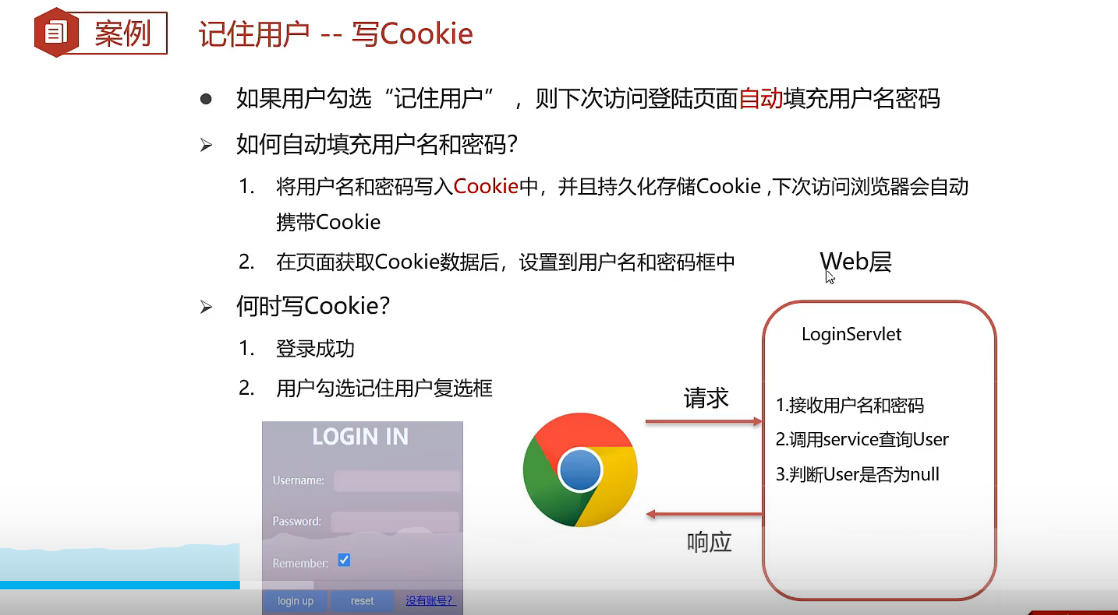 案例
记住用户 -- 写Cookie
● 如果用户勾选“记住用户” ，则下次访问登陆页面自动填充用户名密码
➢ 如何自动填充用户名和密码？
1. 将用户名和密码写入Cookie中，并且持久化存储Cookie ,下次访问浏览器会自动
携带Cookie
2. 在页面获取Cookie数据后，设置到用户名和密码框中
➢ 何时写Cookie？
1. 登录成功
2. 用户勾选记住用户复选框
LOGIN IN
Username:
Password:
Remember:
login up reset 没有账号？
请求
响应
Web层
LoginServlet
1.接收用户名和密码
2.调用service查询User
3.判断User是否为null